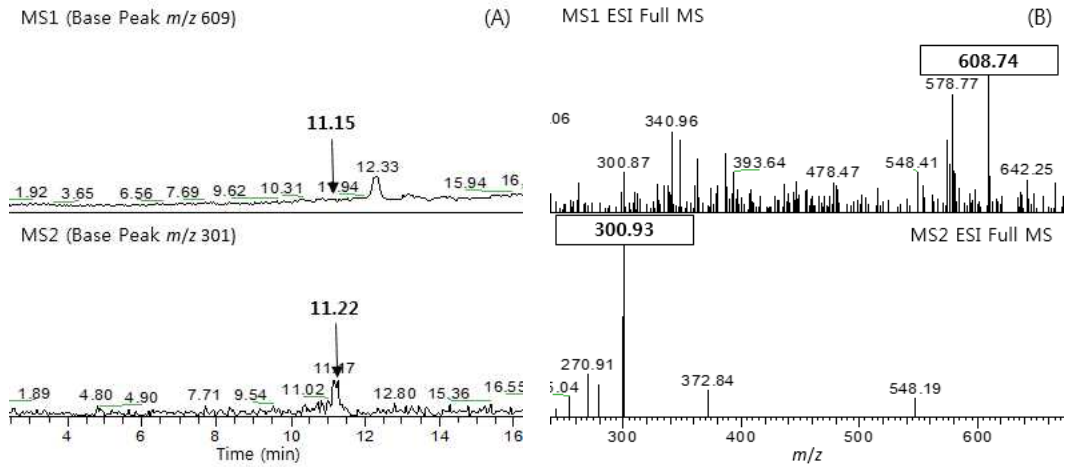 MS1 (Base Peak m/z 609)
(A)
11.15
12.33
1.92 3.65 6.56 7.69 9.62 10.31 15.94 16.
MS2 (Base Peak m/z 301)
11.22
1.89 4.80 4.90 7.71 9.54 11.02 12.80 15.36 16.55
4 6 8 10 12 14 16
Time (min)
MS1 ESI Full MS
(B)
608.74
578.77
.06
340.96
300.87 393.64 478.47 548.41 642.25
300.93
MS2 ESI Full MS
270.91
5.04 372.84 548.19
300 400 500 600
m/z